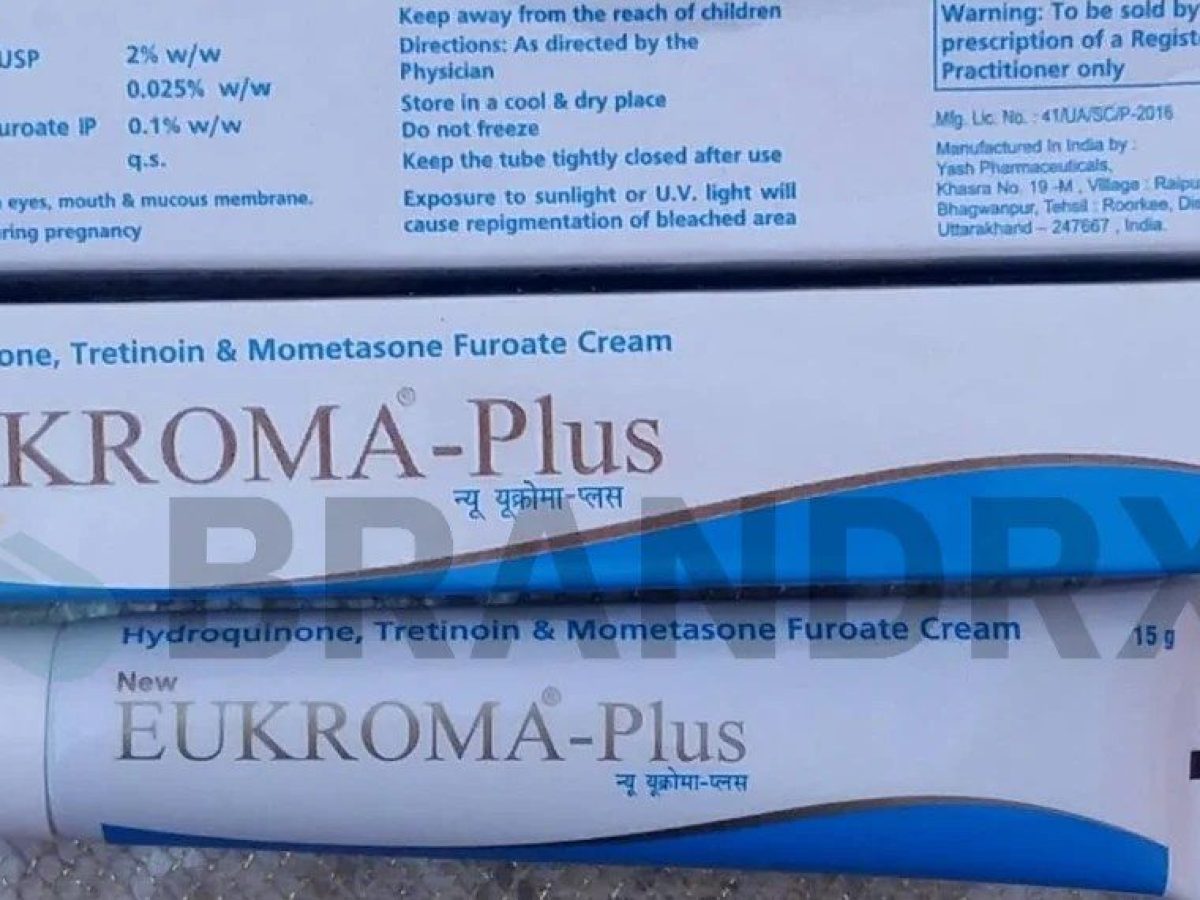 USP 2% w/w
0.025% w/w
uroate IP 0.1% w/w
q.s.
eyes, mouth & mucous membrane.
ring pregnancy
Keep away from the reach of children
Directions: As directed by the
Physician
Store in a cool & dry place
Do not freeze
Keep the tube tightly closed after use
Exposure to sunlight or U.V. light will
cause repigmentation of bleached area
Warning: To be sold by
prescription of a Regist
Practitioner only
Mfg. Lic. No. : 41/UA/SC/P-2016
Manufactured In India by :
Yash Pharmaceuticals,
Khasra No. 19 -M , Village : Raipu
Bhagwanpur, Tehsil : Roorkee, Dis
Uttarakhand – 247667 , India.
one, Tretinoin & Mometasone Furoate Cream
KROMA®-Plus
न्यू यूक्रोमा-प्लस
BRANDRX
Hydroquinone, Tretinoin & Mometasone Furoate Cream
15 g
New
EUKROMA®-Plus
न्यू यूक्रोमा-प्लस